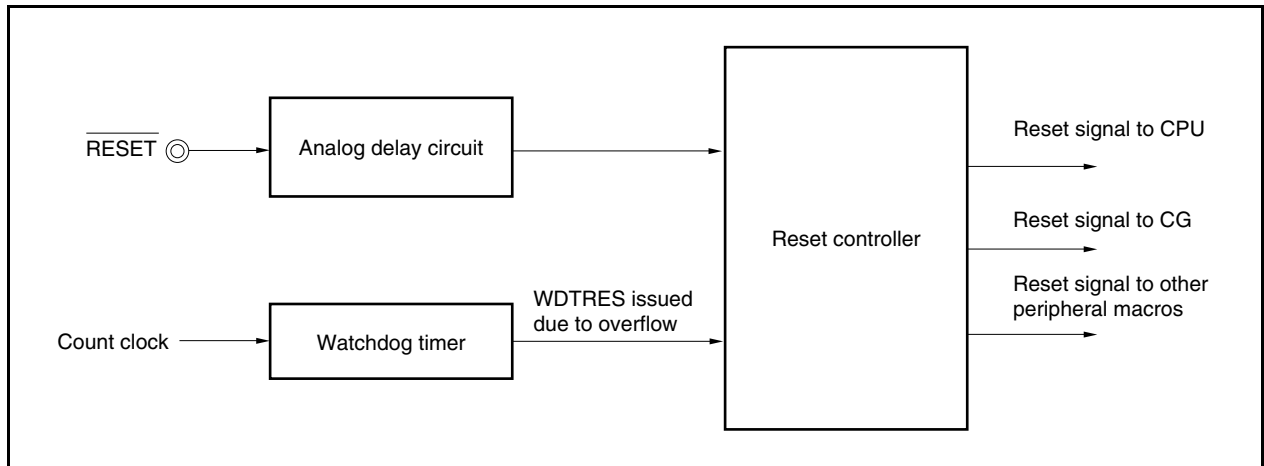 RESET
Analog delay circuit
Reset controller
Reset signal to CPU
Reset signal to CG
Reset signal to other
peripheral macros
Count clock
Watchdog timer
WDTRES issued
due to overflow